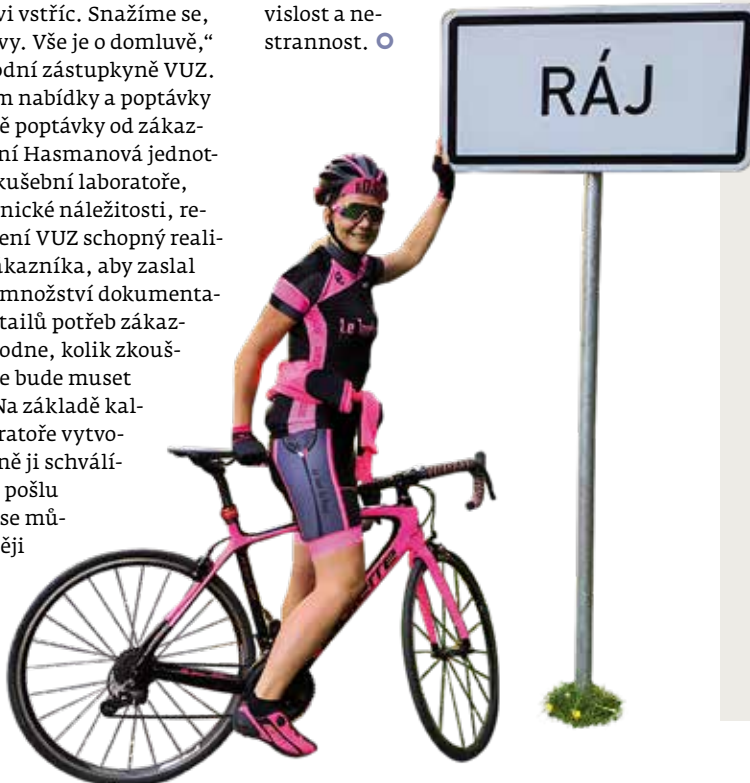 vi vstříc. Snažíme se,
vy. Vše je o domluvě,“
odní zástupkyně VUZ.
m nabídky a poptávky
ě poptávky od zákaz-
ní Hasmanová jednot-
kušební laboratoře,
nické náležitosti, re-
ení VUZ schopný reali-
ákazníka, aby zaslal
množství dokumenta-
tailů potřeb zákaz-
odne, kolik zkouš-
e bude muset
Na základě kal-
ratoře vytvo-
ně ji schválí-
pošlu
se mů-
ěji
vislost a ne-
strannost.
RÁJ